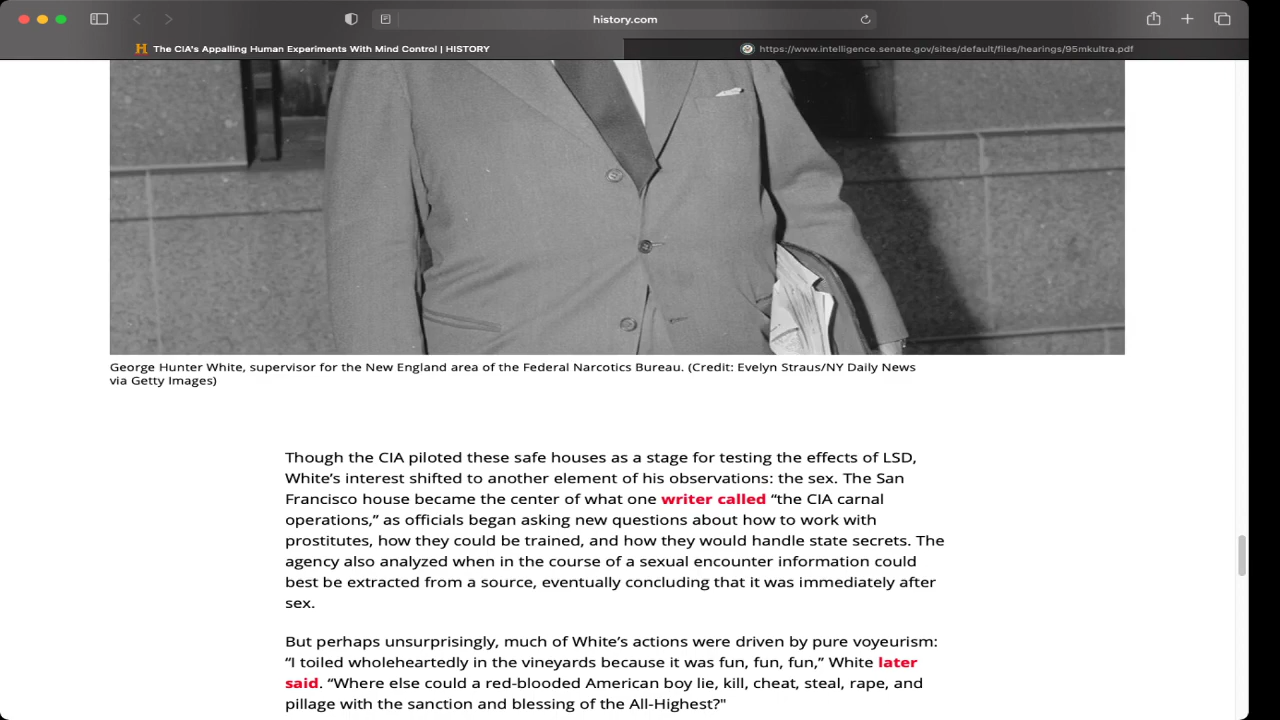 history.com
The CIA's Appalling Human Experiments With Mind Control | HISTORY
https://www.intelligence.senate.gov/sites/default/files/hearings/95mkultra.pdf
George Hunter White, supervisor for the New England area of the Federal Narcotics Bureau. (Credit: Evelyn Straus/NY Daily News
via Getty Images)
Though the CIA piloted these safe houses as a stage for testing the effects of LSD,
White’s interest shifted to another element of his observations: the sex. The San
Francisco house became the center of what one writer called “the CIA carnal
operations,” as officials began asking new questions about how to work with
prostitutes, how they could be trained, and how they would handle state secrets. The
agency also analyzed when in the course of a sexual encounter information could
best be extracted from a source, eventually concluding that it was immediately after
sex.
But perhaps unsurprisingly, much of White’s actions were driven by pure voyeurism:
“I toiled wholeheartedly in the vineyards because it was fun, fun, fun,” White later
said. “Where else could a red-blooded American boy lie, kill, cheat, steal, rape, and
pillage with the sanction and blessing of the All-Highest?"